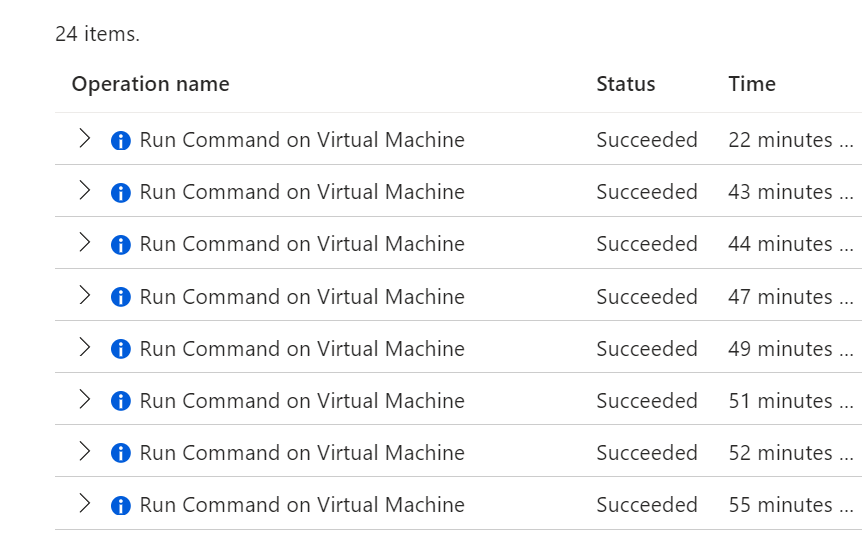 24 items.
Operation name Status Time
Run Command on Virtual Machine Succeeded 22 minutes ...
Run Command on Virtual Machine Succeeded 43 minutes ...
Run Command on Virtual Machine Succeeded 44 minutes ...
Run Command on Virtual Machine Succeeded 47 minutes ...
Run Command on Virtual Machine Succeeded 49 minutes ...
Run Command on Virtual Machine Succeeded 51 minutes ...
Run Command on Virtual Machine Succeeded 52 minutes ...
Run Command on Virtual Machine Succeeded 55 minutes ...